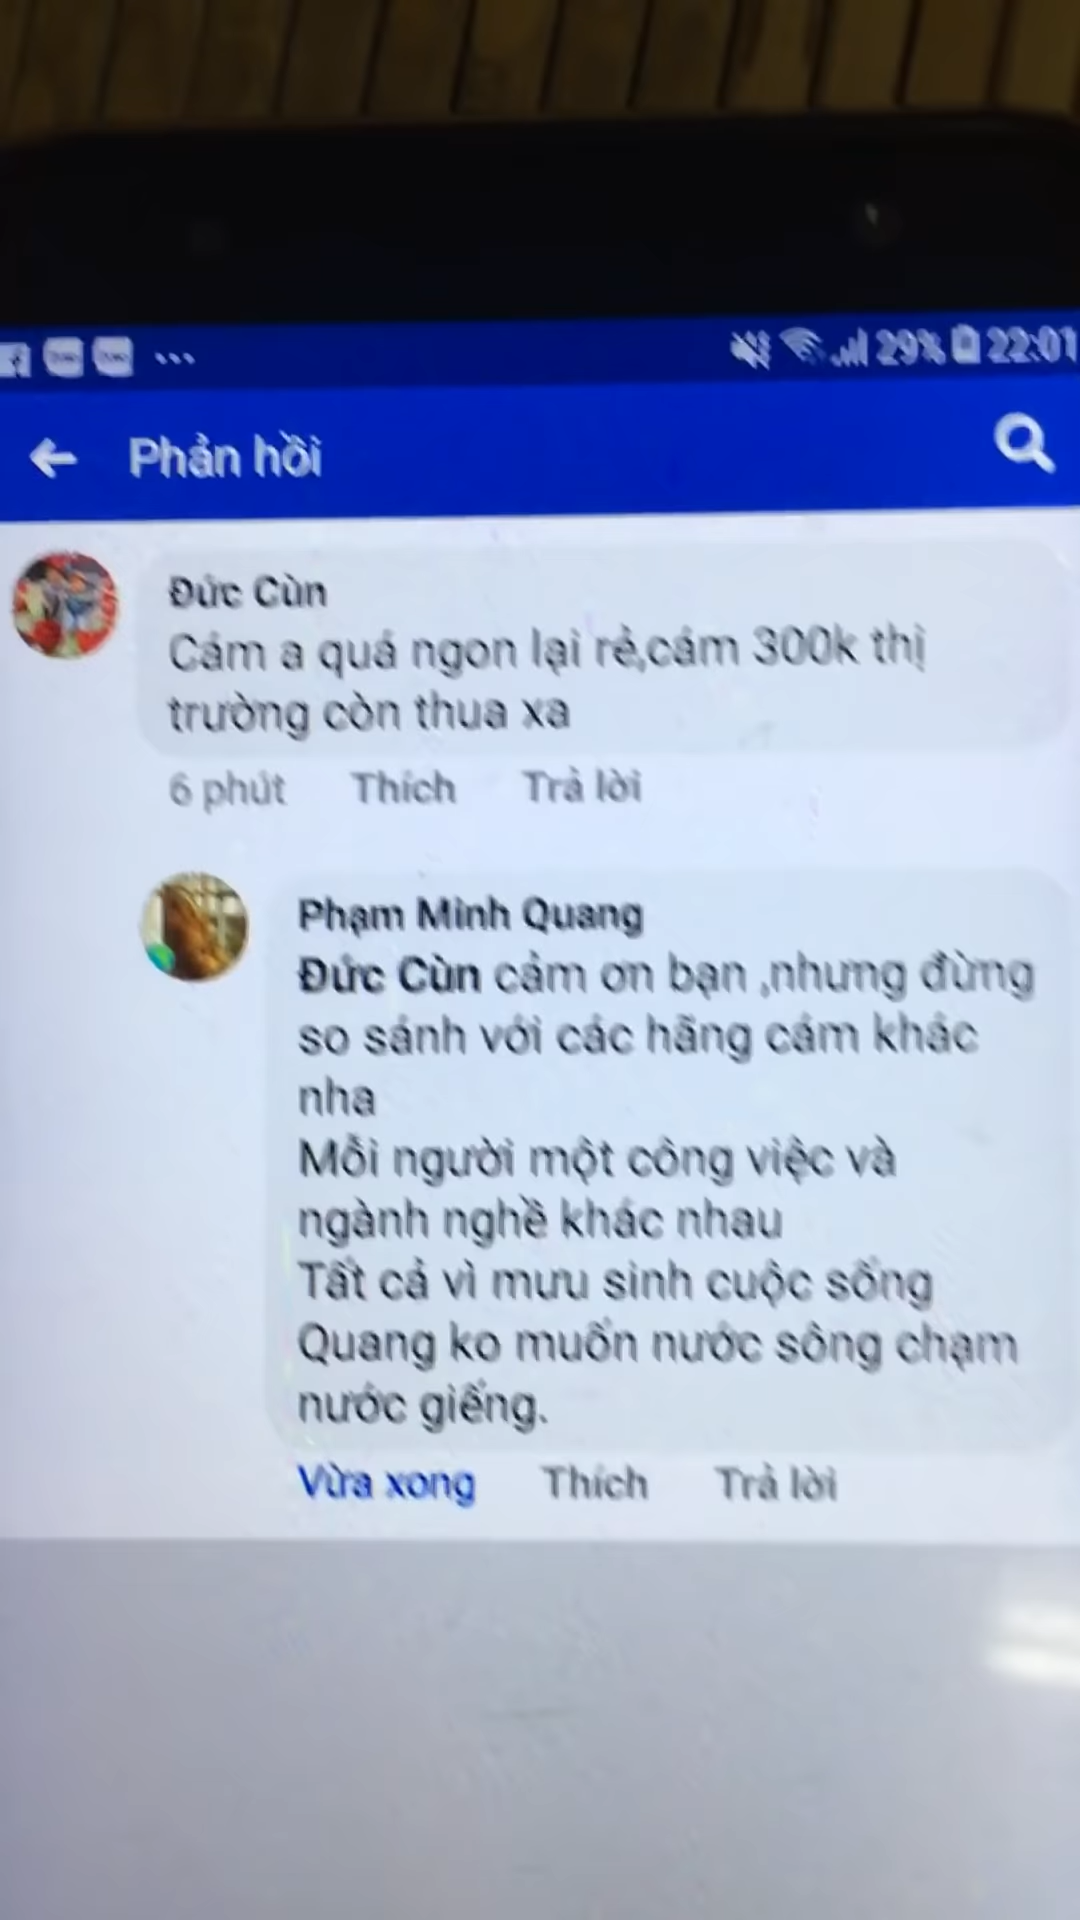 29% 22:01
Phản hồi
Đức Cùn
Cám a quá ngon lại rẻ,cám 300k thị
trường còn thua xa
6 phút Thích Trả lời
Phạm Minh Quang
Đức Cùn cảm ơn bạn ,nhưng đừng
so sánh với các hãng cám khác
nha
Mỗi người một công việc và
ngành nghề khác nhau
Tất cả vì mưu sinh cuộc sống
Quang ko muốn nước sông chạm
nước giếng.
Vừa xong Thích Trả lời